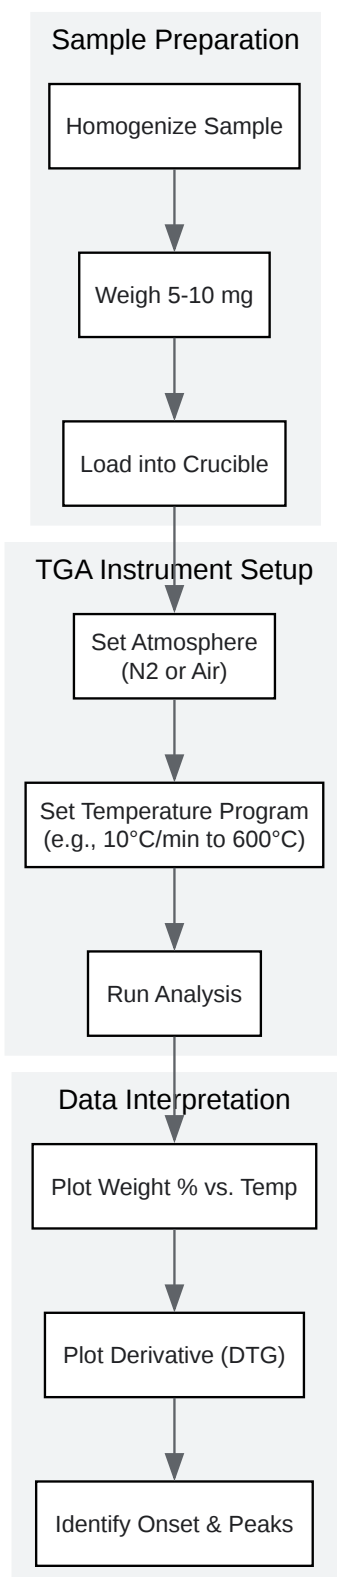 Sample Preparation
Homogenize Sample
Weigh 5-10 mg
Load into Crucible
TGA Instrument Setup
Set Atmosphere
(N2 or Air)
Set Temperature Program
(e.g., 10°C/min to 600°C)
Run Analysis
Data Interpretation
Plot Weight % vs. Temp
Plot Derivative (DTG)
Identify Onset & Peaks